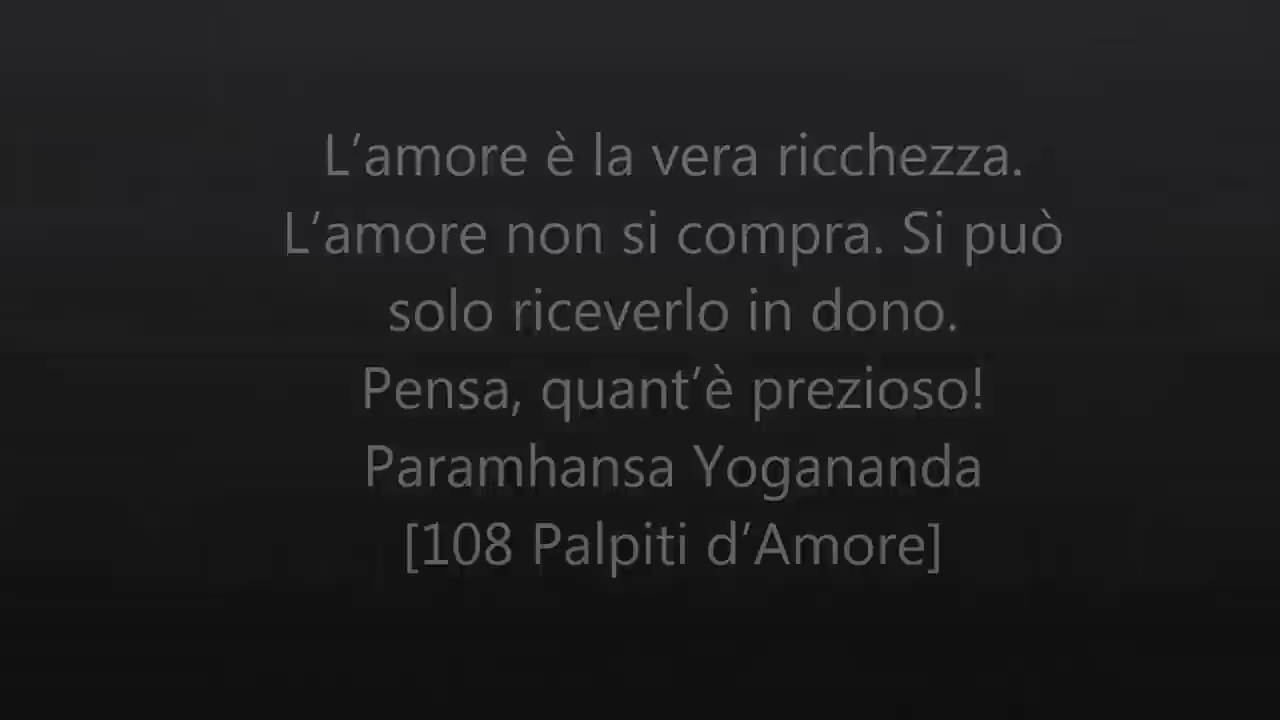 L’amore è la vera ricchezza.
L’amore non si compra. Si può
solo riceverlo in dono.
Pensa, quant’è prezioso!
Paramhansa Yogananda
[108 Palpiti d’Amore]